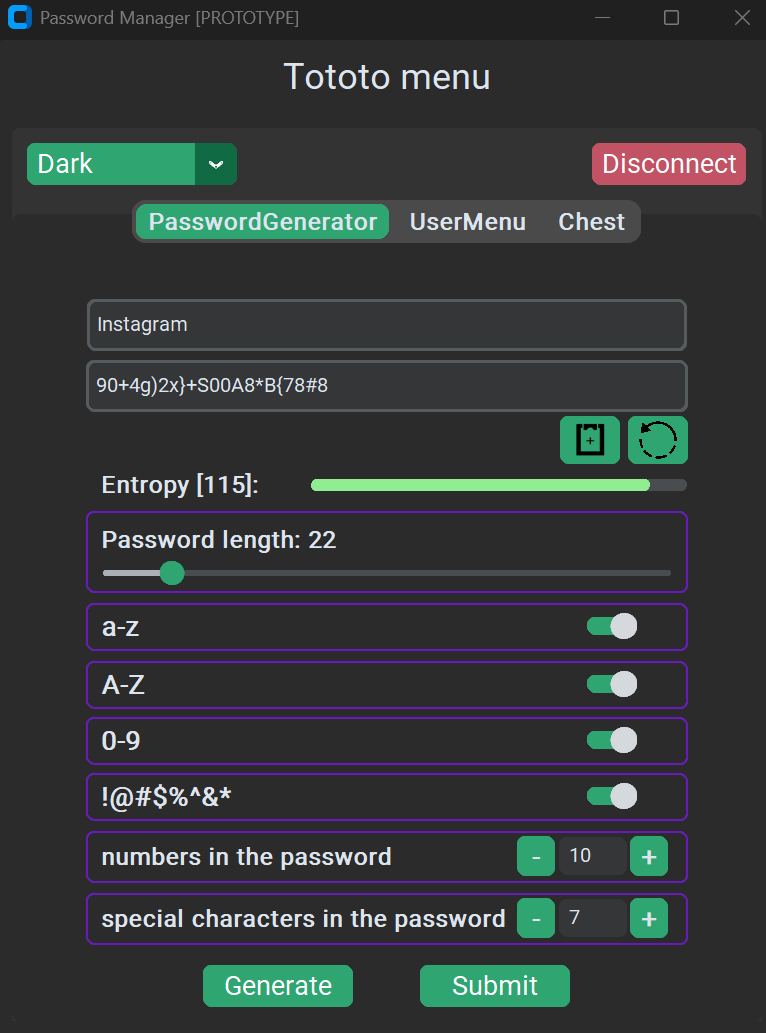 Password Manager [PROTOTYPE]
Tototo menu
Dark
Disconnect
PasswordGenerator UserMenu Chest
Instagram
90+4g)2x}+S00A8*B{78#8
Entropy [115]:
Password length: 22
a-z
A-Z
0-9
!@#$%^&*
numbers in the password - 10 +
special characters in the password - 7 +
Generate Submit